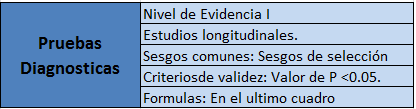 Pruebas
Diagnosticas
Nivel de Evidencia I
Estudios longitudinales.
Sesgos comunes: Sesgos de selección
Criteriosde validez: Valor de P <0.05.
Formulas: En el ultimo cuadro